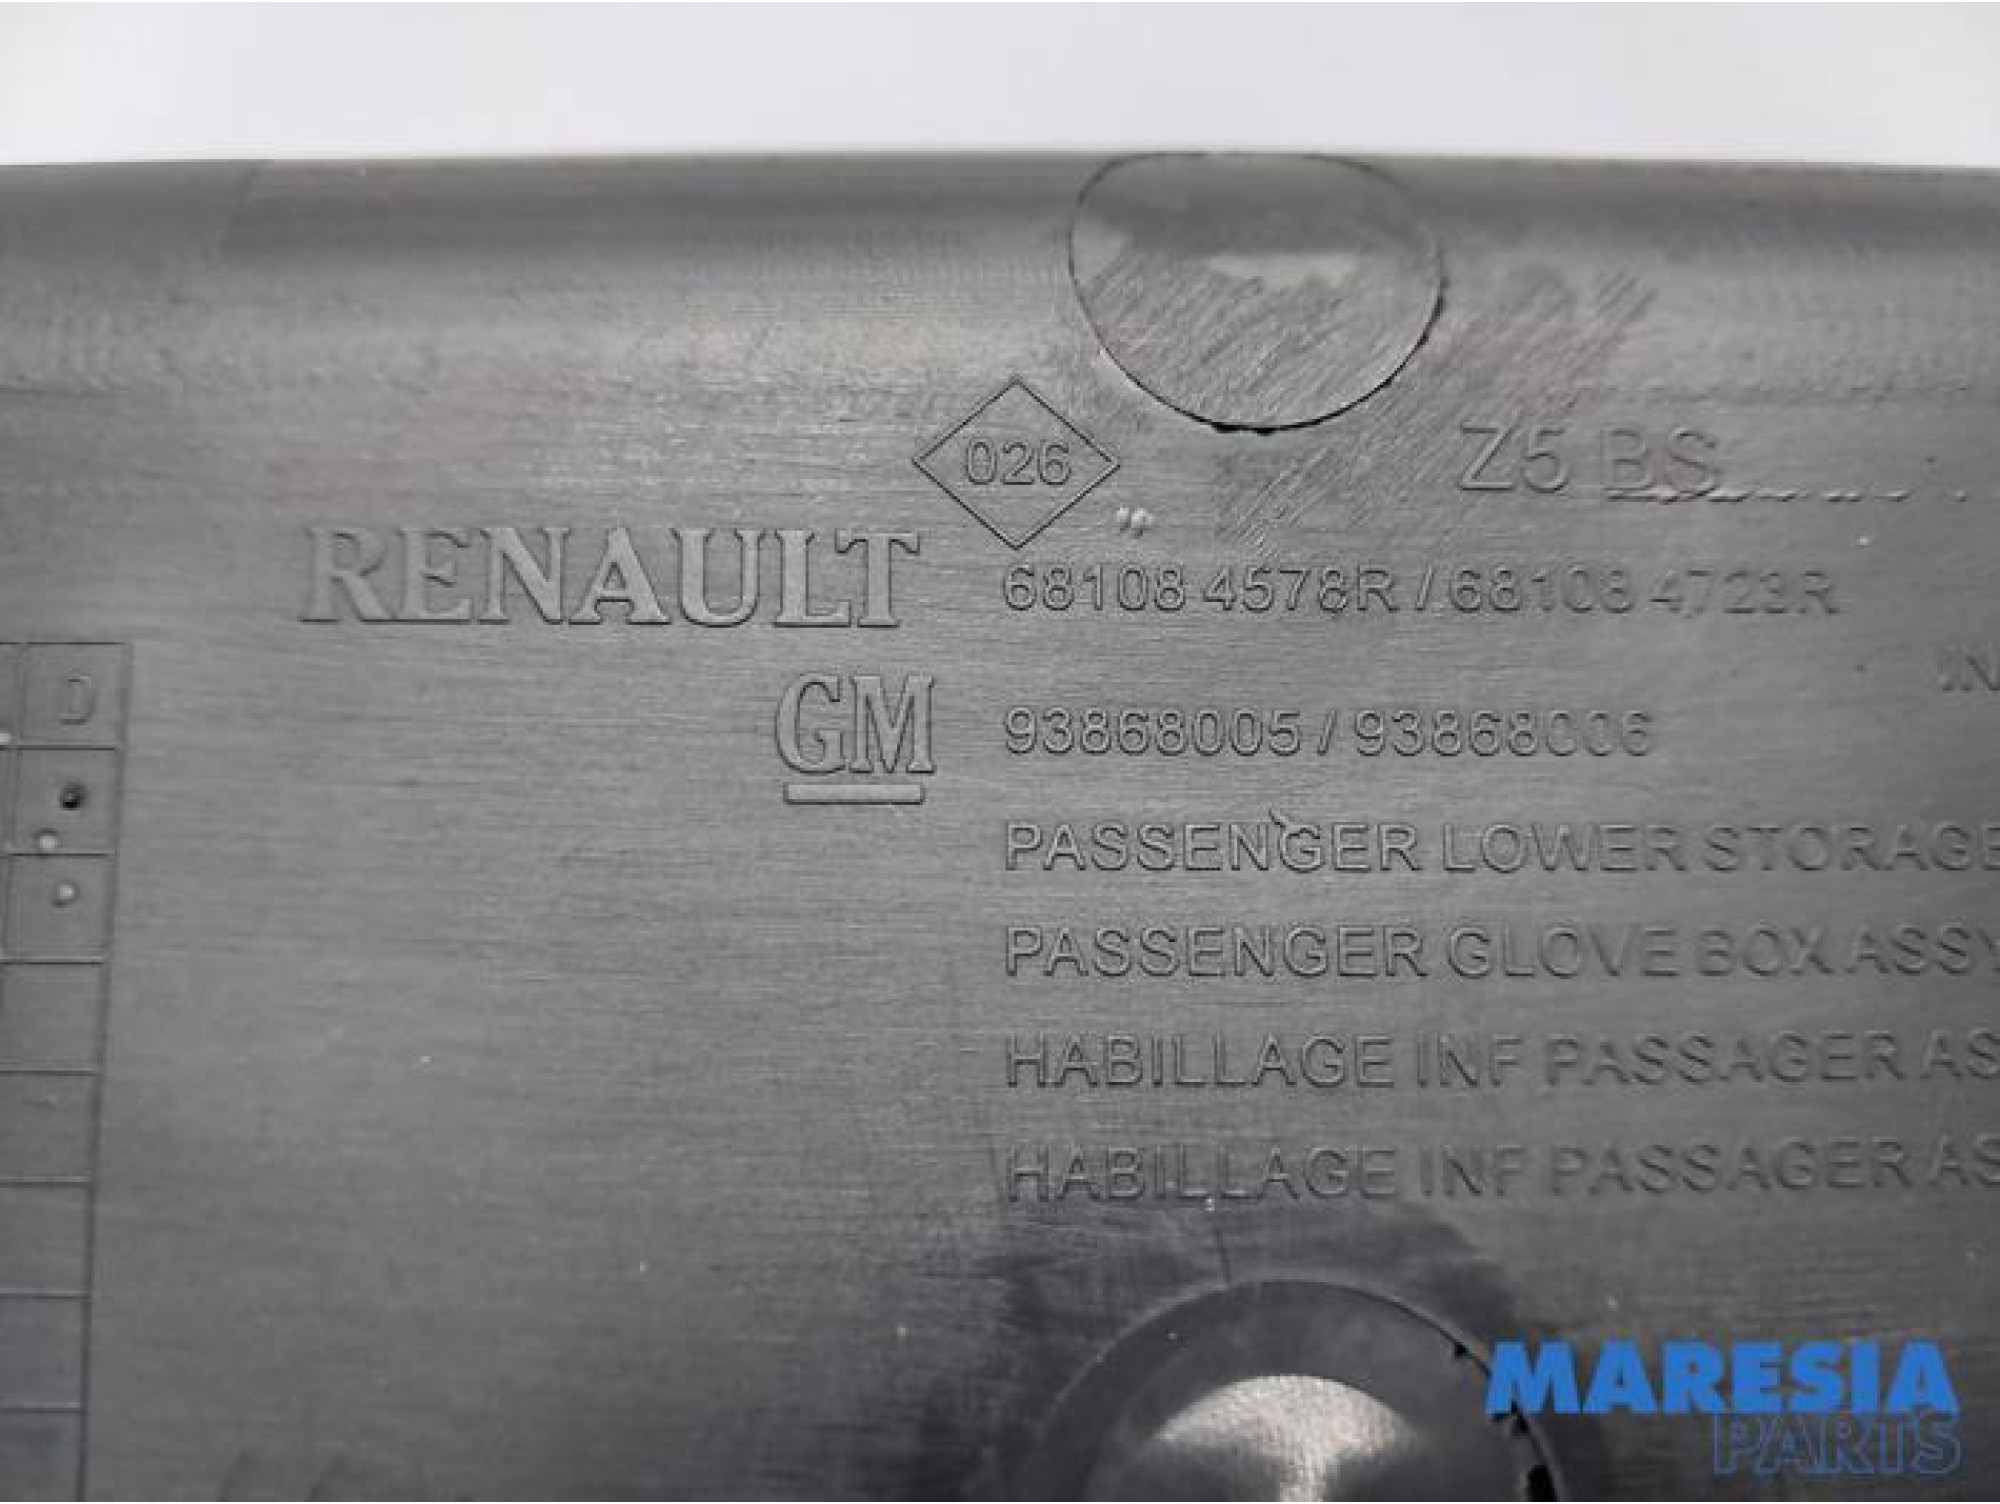 026
Z5 BS
RENAULT 68108 4578R / 68108 4723R
IN
D
GM 93868005 / 93868006
PASSENGER LOWER STORAGE
PASSENGER GLOVE BOX ASSY
HABILLAGE INF PASSAGER AS
HABILLAGE INF PASSAGER AS
MARESIA
PARTS